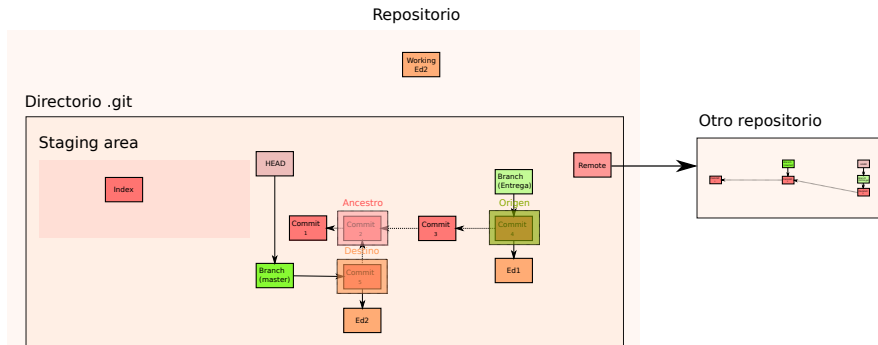 Repositorio
Working
Ed2
Directorio .git
Otro repositorio
Staging area
HEAD
Remote
Index
Branch
(Entrega)
Ancestro
Origen
Commit
1
Commit
2
Commit
3
Commit
4
Destino
Branch
(master)
Commit
5
Ed1
Ed2